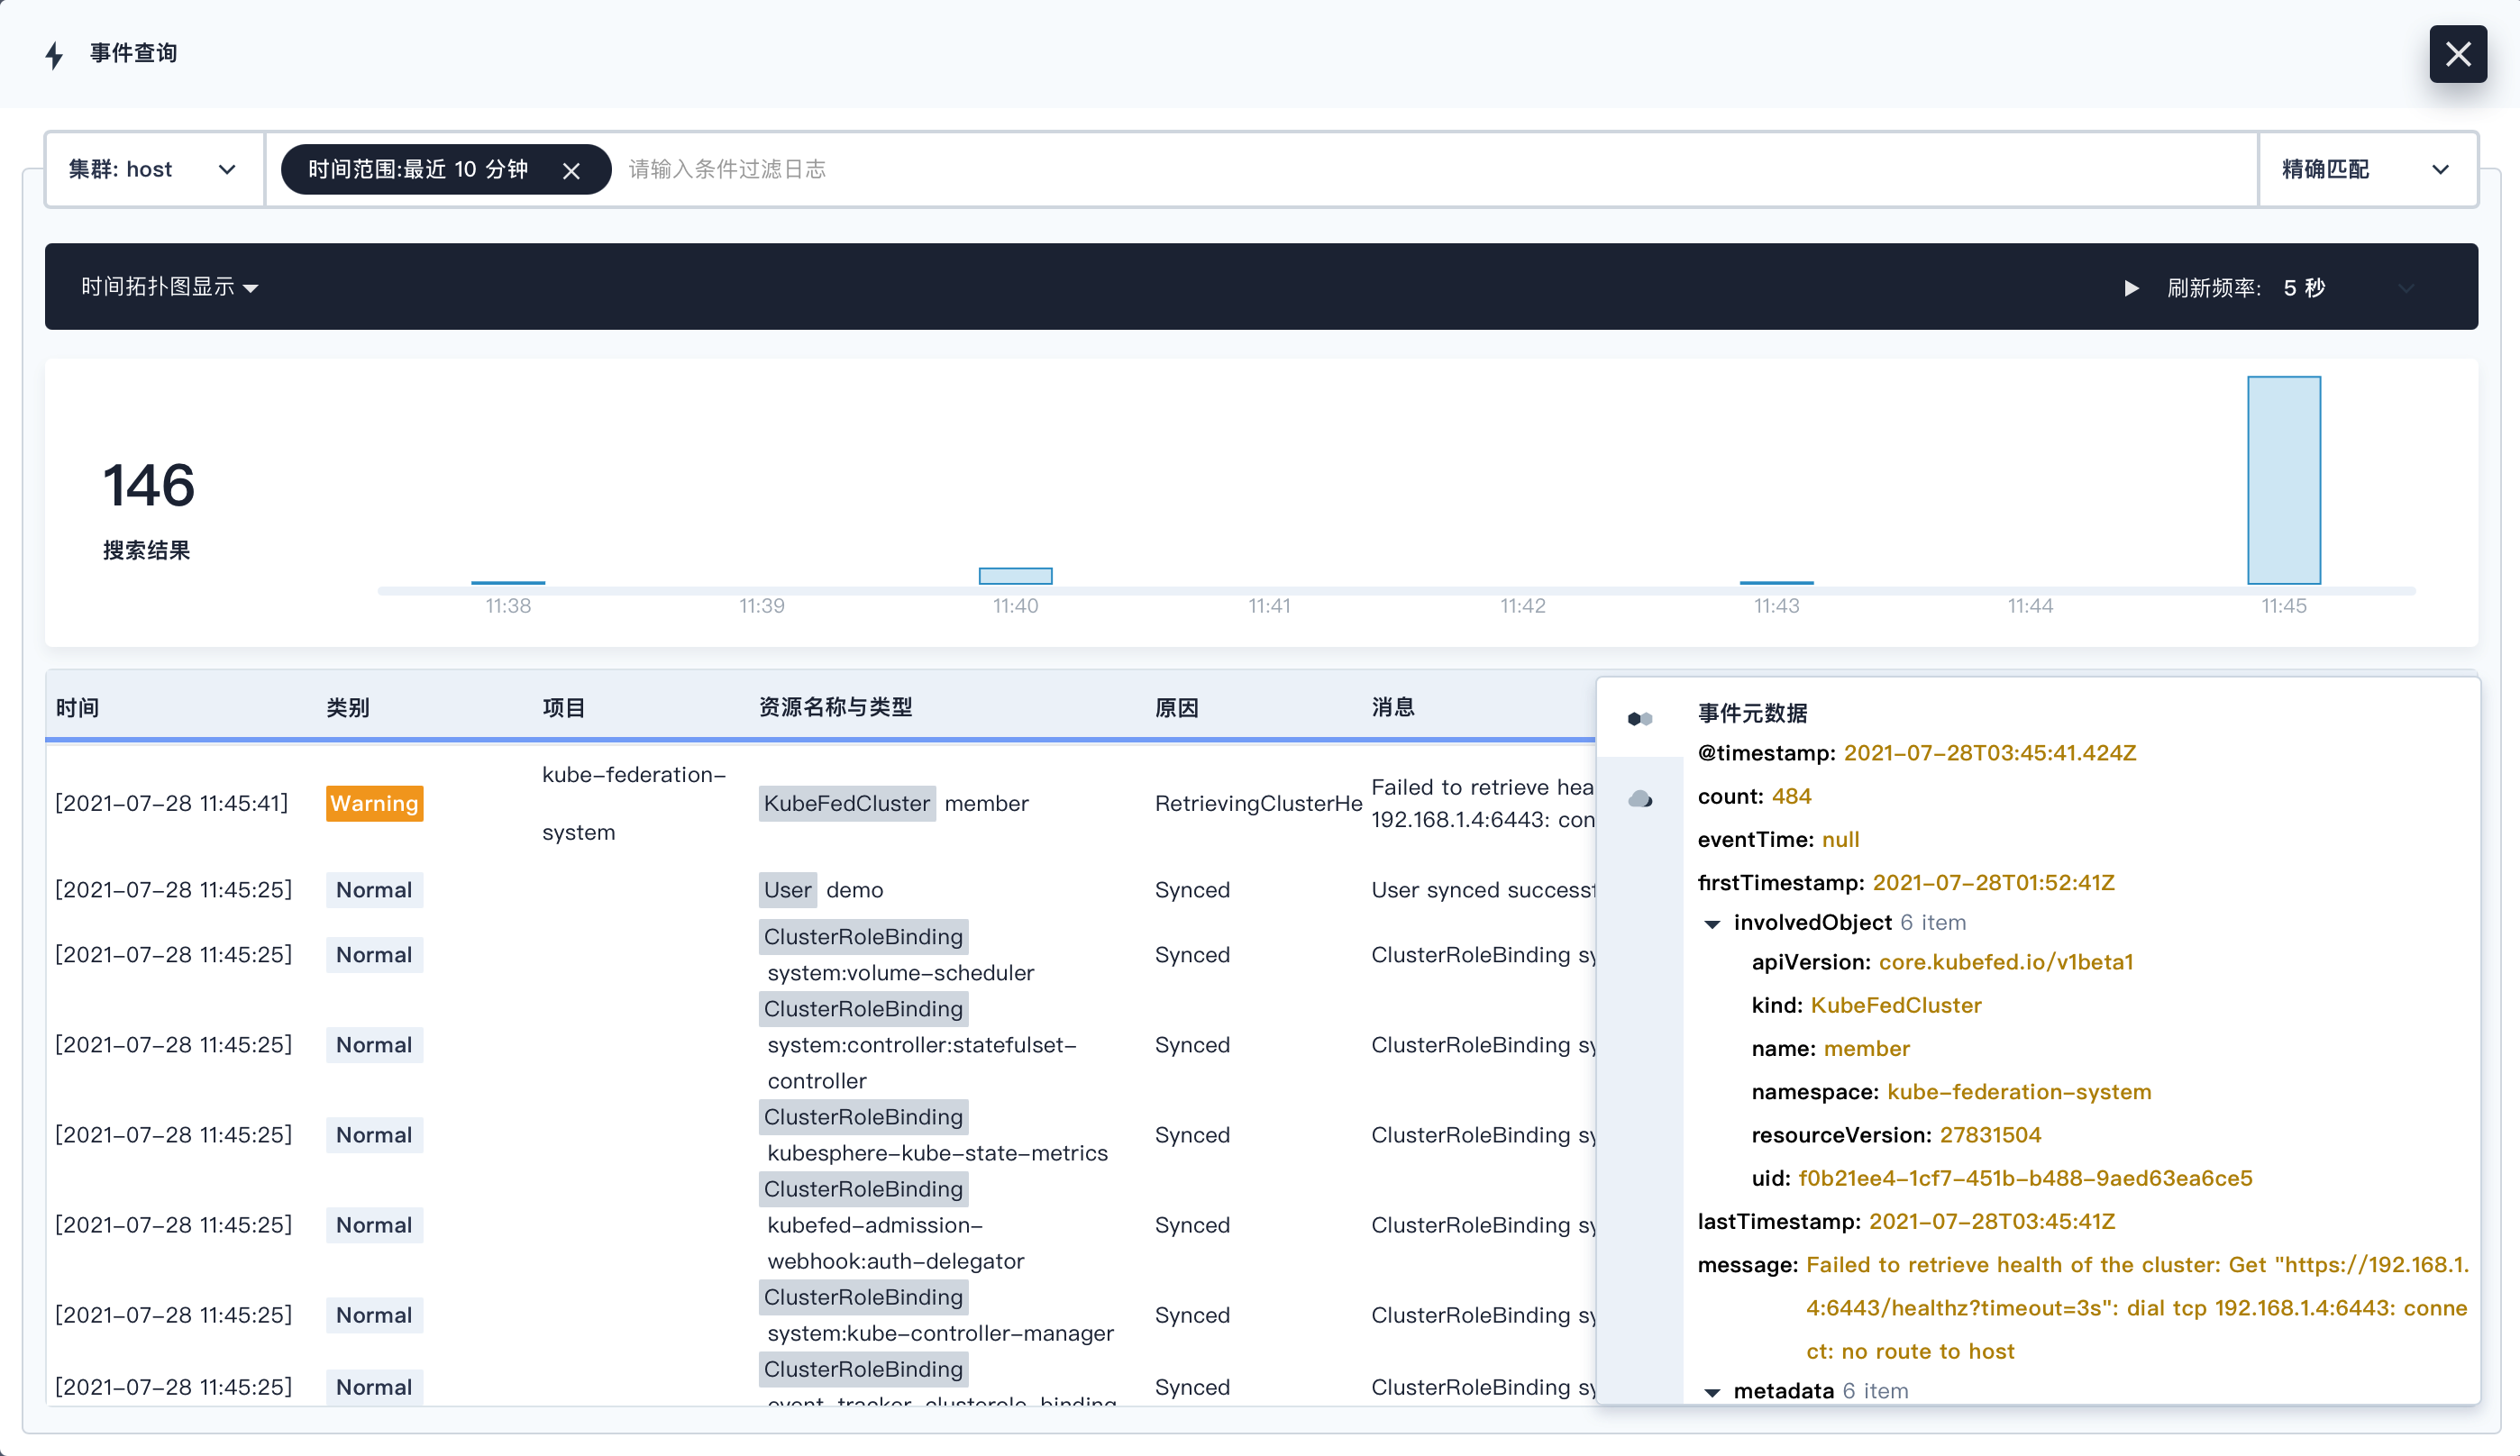 事件查询
集群: host
时间范围:最近 10 分钟
请输入条件过滤日志
精确匹配
时间拓扑图显示
刷新频率: 5 秒
146
搜索结果
11:38 11:39 11:40 11:41 11:42 11:43 11:44 11:45
时间 类别 项目 资源名称与类型 原因 消息
[2021-07-28 11:45:41] Warning kube-federation-
system
KubeFedCluster member RetrievingClusterHe
Failed to retrieve hea
192.168.1.4:6443: con
[2021-07-28 11:45:25] Normal User demo Synced User synced success
[2021-07-28 11:45:25] Normal ClusterRoleBinding
system:volume-scheduler
Synced ClusterRoleBinding sy
[2021-07-28 11:45:25] Normal ClusterRoleBinding
system:controller:statefulset-
controller
Synced ClusterRoleBinding sy
[2021-07-28 11:45:25] Normal ClusterRoleBinding
kubesphere-kube-state-metrics
Synced ClusterRoleBinding sy
[2021-07-28 11:45:25] Normal ClusterRoleBinding
kubefed-admission-
webhook:auth-delegator
Synced ClusterRoleBinding sy
[2021-07-28 11:45:25] Normal ClusterRoleBinding
system:kube-controller-manager
Synced ClusterRoleBinding sy
[2021-07-28 11:45:25] Normal ClusterRoleBinding
event_tracker_clusterole_binding
Synced ClusterRoleBinding sy
事件元数据
@timestamp: 2021-07-28T03:45:41.424Z
count: 484
eventTime: null
firstTimestamp: 2021-07-28T01:52:41Z
involvedObject 6 item
apiVersion: core.kubefed.io/v1beta1
kind: KubeFedCluster
name: member
namespace: kube-federation-system
resourceVersion: 27831504
uid: f0b21ee4-1cf7-451b-b488-9aed63ea6ce5
lastTimestamp: 2021-07-28T03:45:41Z
message: Failed to retrieve health of the cluster: Get "https://192.168.1.
4:6443/healthz?timeout=3s": dial tcp 192.168.1.4:6443: conne
ct: no route to host
metadata 6 item